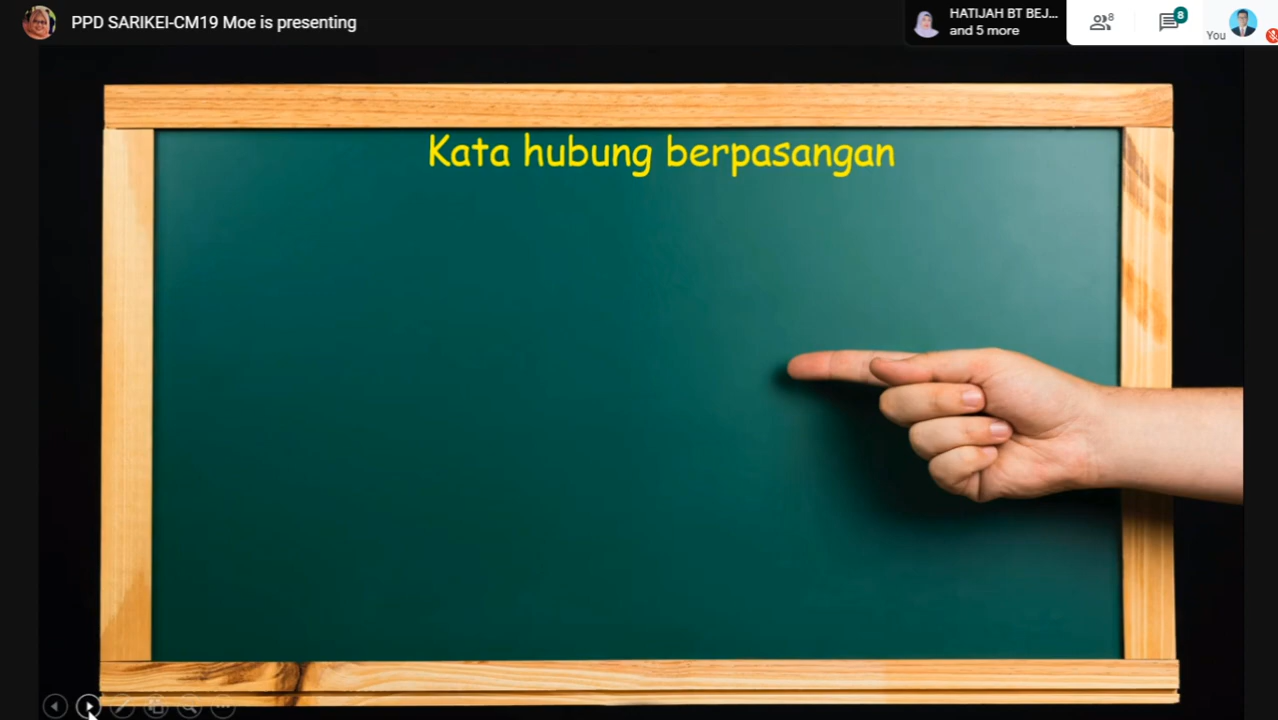 PPD SARIKEI-CM19 Moe is presenting
HATIJAH BT BEJ...
and 5 more
8
8
You
Kata hubung berpasangan